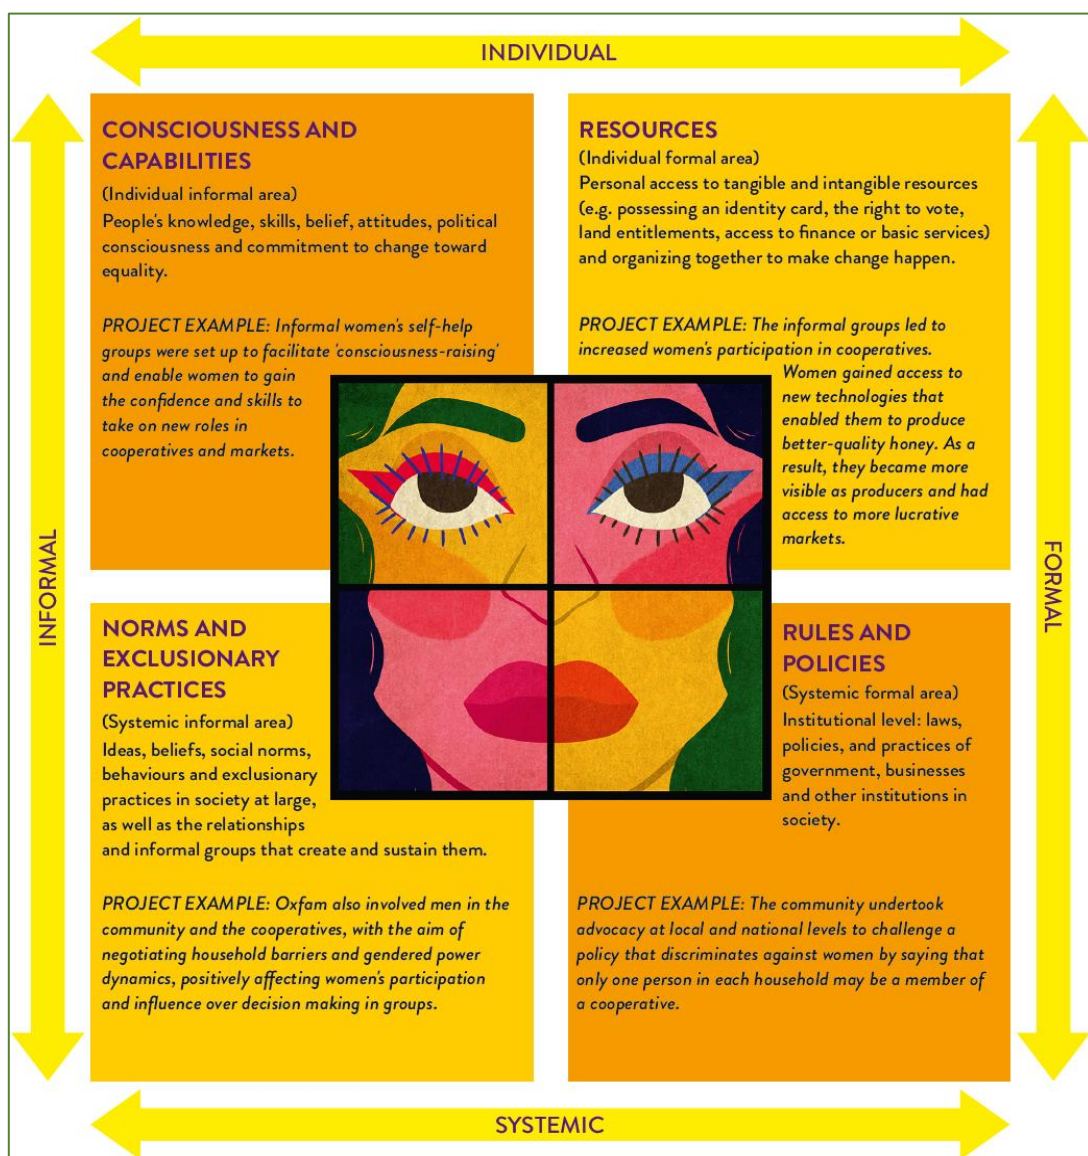 INDIVIDUAL
INFORMAL
CONSCIOUSNESS AND
CAPABILITIES
(Individual informal area)
People's knowledge, skills, belief, attitudes, political
consciousness and commitment to change toward
equality.
PROJECT EXAMPLE: Informal women's self-help
groups were set up to facilitate 'consciousness-raising'
and enable women to gain
the confidence and skills to
take on new roles in
cooperatives and markets.
RESOURCES
(Individual formal area)
Personal access to tangible and intangible resources
(e.g. possessing an identity card, the right to vote,
land entitlements, access to finance or basic services)
and organizing together to make change happen.
PROJECT EXAMPLE: The informal groups led to
increased women's participation in cooperatives.
Women gained access to
new technologies that
enabled them to produce
better-quality honey. As a
result, they became more
visible as producers and had
access to more lucrative
markets.
FORMAL
NORMS AND
EXCLUSIONARY
PRACTICES
(Systemic informal area)
Ideas, beliefs, social norms,
behaviours and exclusionary
practices in society at large,
as well as the relationships
and informal groups that create and sustain them.
PROJECT EXAMPLE: Oxfam also involved men in the
community and the cooperatives, with the aim of
negotiating household barriers and gendered power
dynamics, positively affecting women's participation
and influence over decision making in groups.
RULES AND
POLICIES
(Systemic formal area)
Institutional level: laws,
policies, and practices of
government, businesses
and other institutions in
society.
PROJECT EXAMPLE: The community undertook
advocacy at local and national levels to challenge a
policy that discriminates against women by saying that
only one person in each household may be a member of
a cooperative.
SYSTEMIC